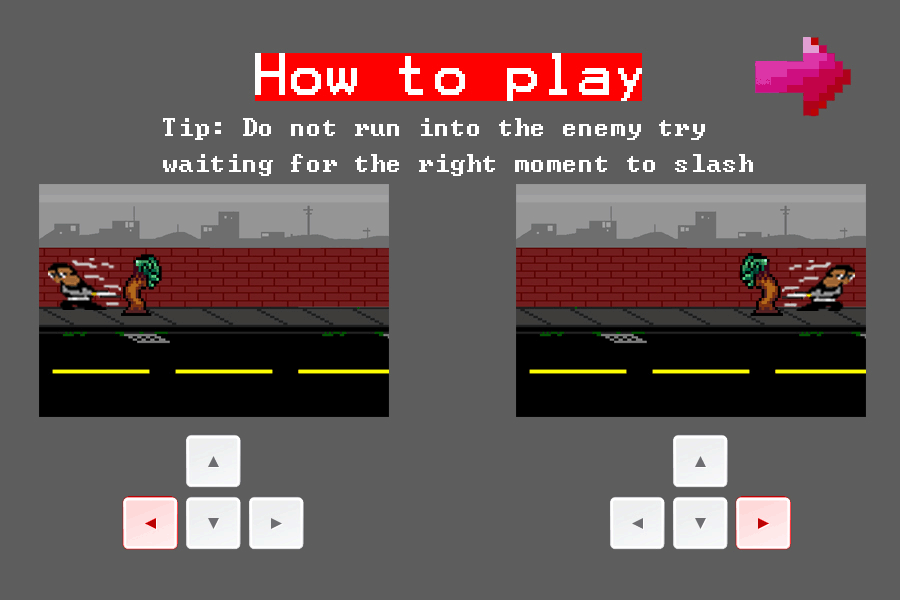 How to play
Tip: Do not run into the enemy try
waiting for the right moment to slash